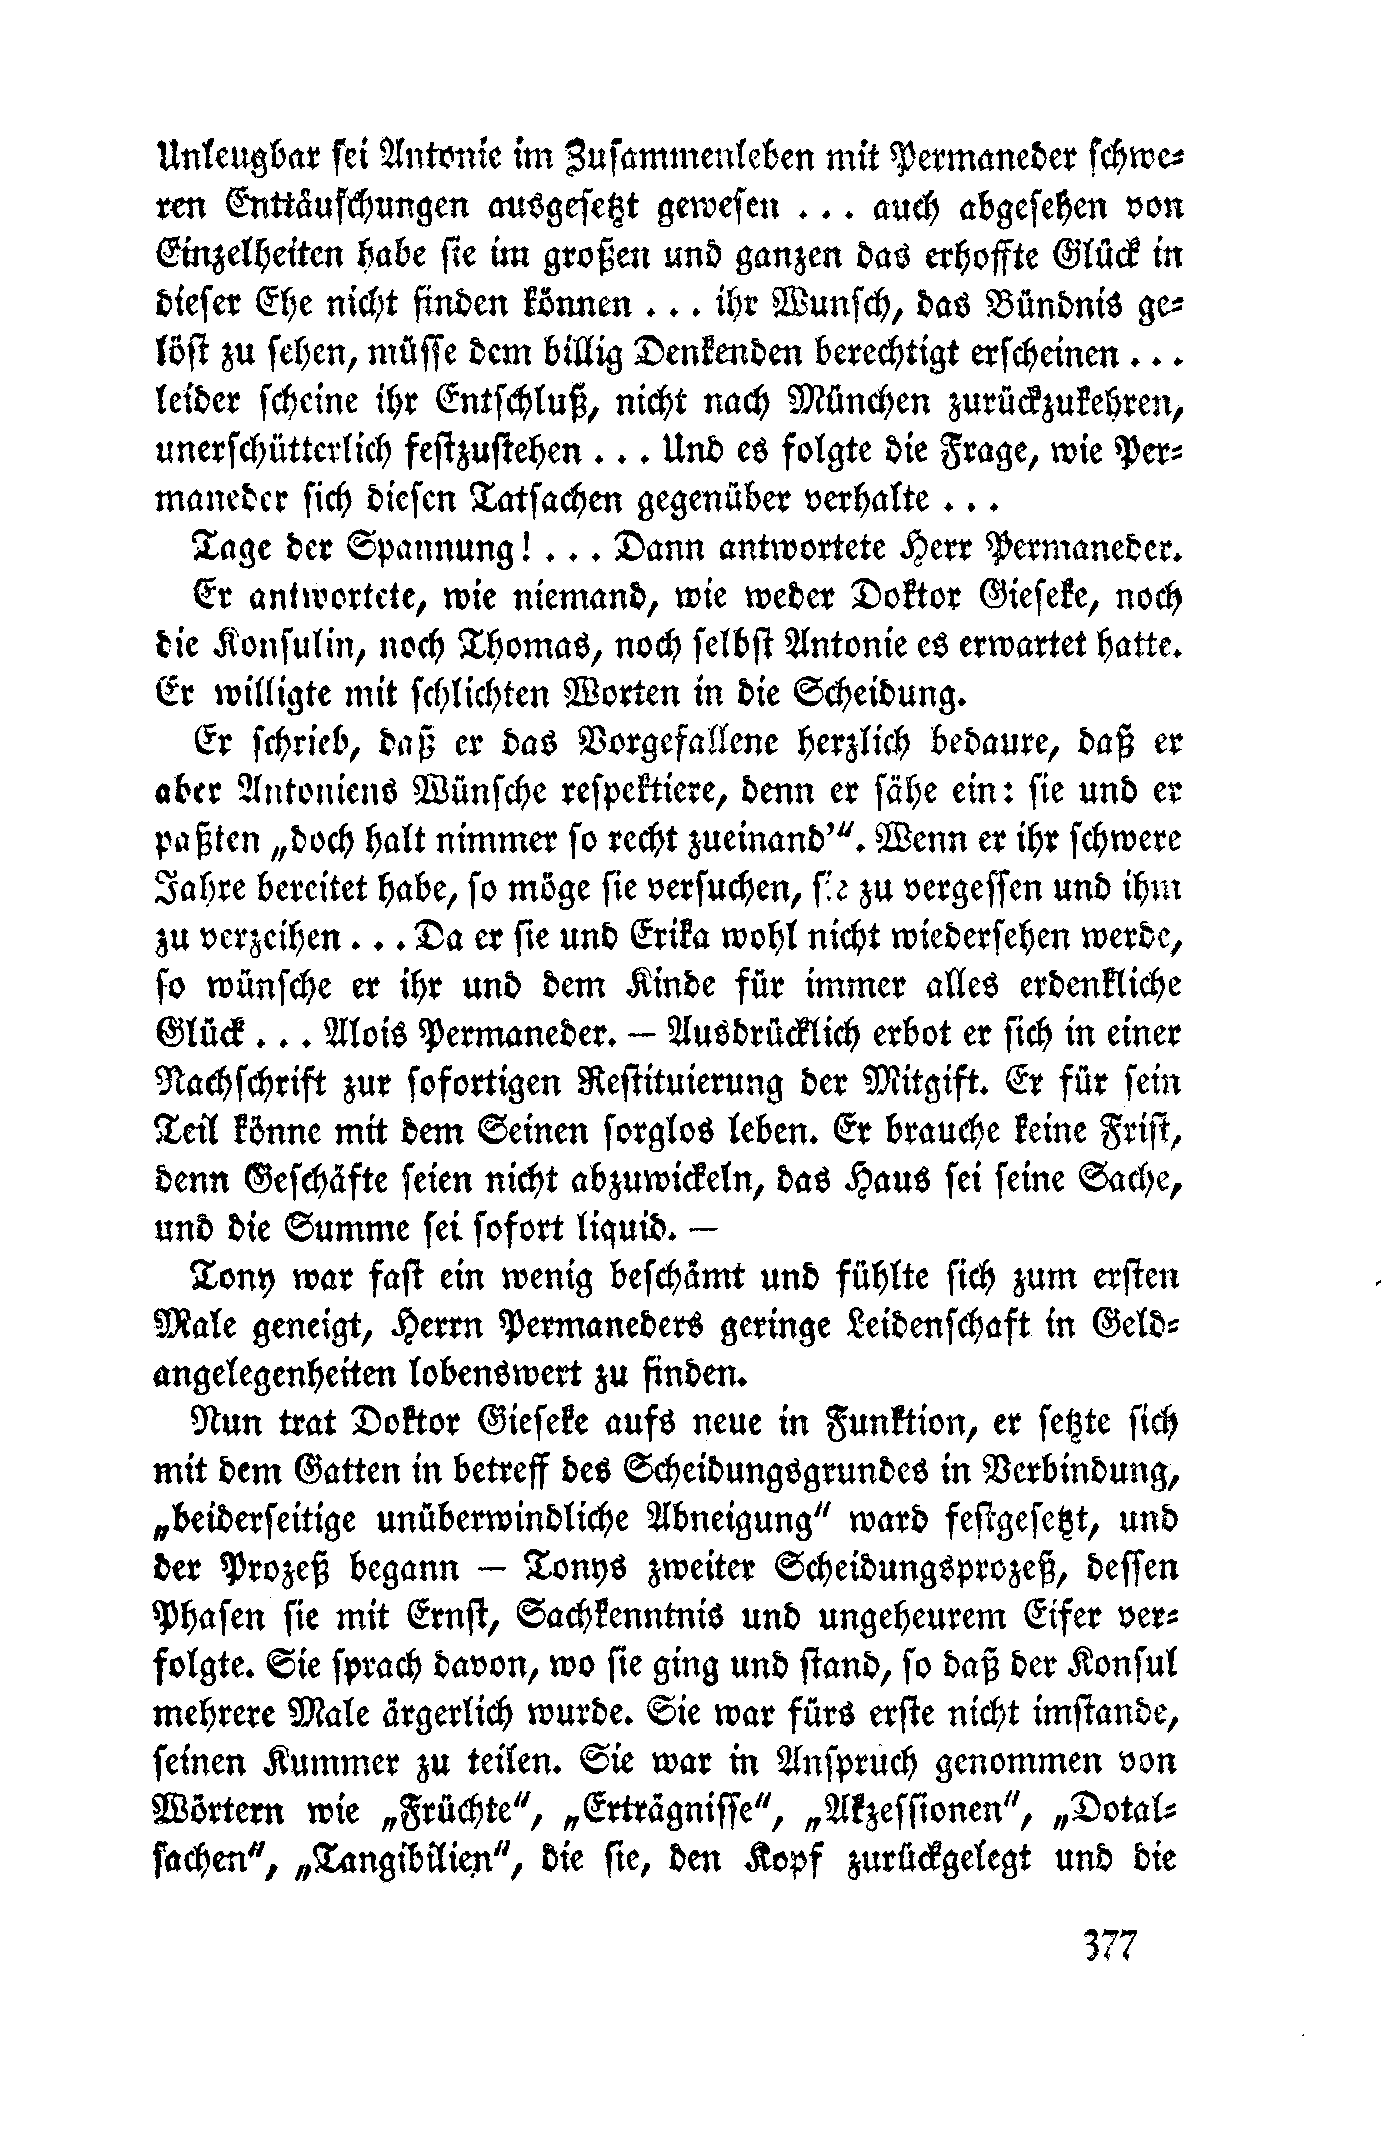 Unleugbar sei Antonie im Zusammenleben mit Permaneder schwe-
ren Enttäuschungen ausgesetzt gewesen . . . auch abgesehen von
Einzelheiten habe sie im großen und ganzen das erhoffte Glück in
dieser Ehe nicht finden können . . . ihr Wunsch, das Bündnis ge-
löst zu sehen, müsse dem billig Denkenden berechtigt erscheinen . . .
leider scheine ihr Entschluß, nicht nach München zurückzukehren,
unerschütterlich festzustehen . . . Und es folgte die Frage, wie Per-
maneder sich diesen Tatsachen gegenüber verhalte . . .
Tage der Spannung! . . . Dann antwortete Herr Permaneder.
Er antwortete, wie niemand, wie weder Doktor Gieseke, noch
die Konsulin, noch Thomas, noch selbst Antonie es erwartet hatte.
Er willigte mit schlichten Worten in die Scheidung.
Er schrieb, daß er das Vorgefallene herzlich bedaure, daß er
aber Antoniens Wünsche respektiere, denn er sähe ein: sie und er
paßten „doch halt nimmer so recht zueinand'“. Wenn er ihr schwere
Jahre bereitet habe, so möge sie versuchen, sie zu vergessen und ihm
zu verzeihen . . . Da er sie und Erika wohl nicht wiedersehen werde,
so wünsche er ihr und dem Kinde für immer alles erdenkliche
Glück . . . Alois Permaneder. — Ausdrücklich erbot er sich in einer
Nachschrift zur sofortigen Restituierung der Mitgift. Er für sein
Teil könne mit dem Seinen sorglos leben. Er brauche keine Frist,
denn Geschäfte seien nicht abzuwickeln, das Haus sei seine Sache,
und die Summe sei sofort liquid. —
Tony war fast ein wenig beschämt und fühlte sich zum ersten
Male geneigt, Herrn Permaneders geringe Leidenschaft in Geld-
angelegenheiten lobenswert zu finden.
Nun trat Doktor Gieseke aufs neue in Funktion, er setzte sich
mit dem Gatten in betreff des Scheidungsgrundes in Verbindung,
„beiderseitige unüberwindliche Abneigung“ ward festgesetzt, und
der Prozeß begann — Tonys zweiter Scheidungsprozeß, dessen
Phasen sie mit Ernst, Sachkenntnis und ungeheurem Eifer ver-
folgte. Sie sprach davon, wo sie ging und stand, so daß der Konsul
mehrere Male ärgerlich wurde. Sie war fürs erste nicht imstande,
seinen Kummer zu teilen. Sie war in Anspruch genommen von
Wörtern wie „Früchte“, „Erträgnisse“, „Akzessionen“, „Dotal-
sachen“, „Tangibilien“, die sie, den Kopf zurückgelegt und die
377